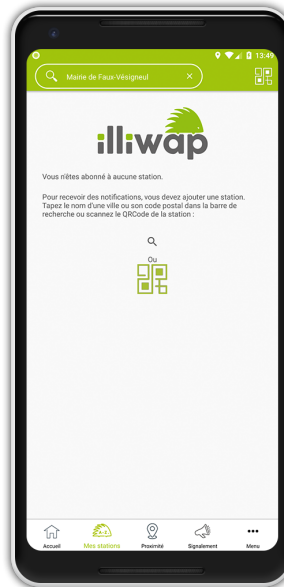 13:49
Mairie de Faux-Vésigneul ×
illiwap
Vous n'êtes abonné à aucune station.
Pour recevoir des notifications, vous devez ajouter une station.
Tapez le nom d'une ville ou son code postal dans la barre de
recherche ou scannez le QRCode de la station :
Ou
A-Z
Accueil Mes stations Proximité Signalement Menu